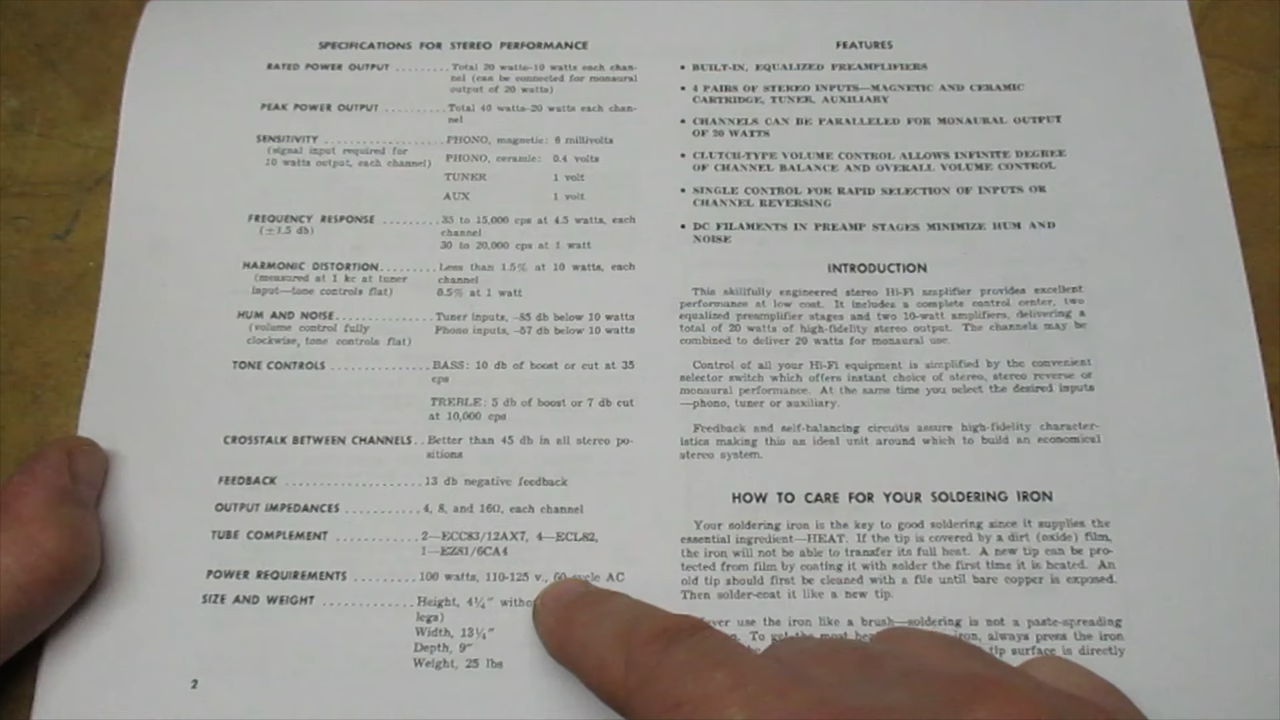 SPECIFICATIONS FOR STEREO PERFORMANCE
RATED POWER OUTPUT ........Total 20 watts-10 watts each chan-
nel (can be connected for monaural
output of 20 watts)
PEAK POWER OUTPUT ..........Total 40 watts-20 watts each chan-
nel
SENSITIVITY ..................PHONO, magnetic: 6 millivolts
(signal input required for
10 watts output, each channel)
PHONO, ceramic: 0.4 volts
TUNER 1 volt
AUX 1 volt
FREQUENCY RESPONSE .........35 to 15,000 cps at 4.5 watts, each
(±1.5 db) channel
30 to 20,000 cps at 1 watt
HARMONIC DISTORTION.........Less than 1.5% at 10 watts, each
(measured at 1 kc at tuner channel
input—tone controls flat) 0.5% at 1 watt
HUM AND NOISE................Tuner inputs, -85 db below 10 watts
(volume control fully Phono inputs, -57 db below 10 watts
clockwise, tone controls flat)
TONE CONTROLS ...............BASS: 10 db of boost or cut at 35
cps
TREBLE: 5 db of boost or 7 db cut
at 10,000 cps
CROSSTALK BETWEEN CHANNELS..Better than 45 db in all stereo po-
sitions
FEEDBACK .....................13 db negative feedback
OUTPUT IMPEDANCES ............4, 8, and 16Ω, each channel
TUBE COMPLEMENT ............2—ECC83/12AX7, 4—ECL82,
1—EZ81/6CA4
POWER REQUIREMENTS .........100 watts, 110-125 v., 60 cycle AC
SIZE AND WEIGHT .............Height, 4¼″
legs)
Width, 13¼″
Depth, 9″
Weight, 25 lbs
2
FEATURES
• BUILT-IN, EQUALIZED PREAMPLIFIERS
• 4 PAIRS OF STEREO INPUTS—MAGNETIC AND CERAMIC
CARTRIDGE, TUNER, AUXILIARY
• CHANNELS CAN BE PARALLELED FOR MONAURAL OUTPUT
OF 20 WATTS
• CLUTCH-TYPE VOLUME CONTROL ALLOWS INFINITE DEGREE
OF CHANNEL BALANCE AND OVERALL VOLUME CONTROL
• SINGLE CONTROL FOR RAPID SELECTION OF INPUTS OR
CHANNEL REVERSING
• DC FILAMENTS IN PREAMP STAGES MINIMIZE HUM AND
NOISE
INTRODUCTION
This skillfully engineered stereo Hi-Fi amplifier provides excellent
performance at low cost. It includes a complete control center, two
equalized preamplifier stages and two 10-watt amplifiers, delivering a
total of 20 watts of high-fidelity stereo output. The channels may be
combined to deliver 20 watts for monaural use.
Control of all your Hi-Fi equipment is simplified by the convenient
selector switch which offers instant choice of stereo, stereo reverse or
monaural performance. At the same time you select the desired inputs
—phono, tuner or auxiliary.
Feedback and self-balancing circuits assure high-fidelity character-
istics making this an ideal unit around which to build an economical
stereo system.
HOW TO CARE FOR YOUR SOLDERING IRON
Your soldering iron is the key to good soldering since it supplies the
essential ingredient—HEAT. If the tip is covered by a dirt (oxide) film,
the iron will not be able to transfer its full heat. A new tip can be pro-
tected from film by coating it with solder the first time it is heated. An
old tip should first be cleaned with a file until bare copper is exposed.
Then solder-coat it like a new tip.
use the iron like a brush—soldering is not a paste-spreading
To get the most iron, always press the iron
tip surface is directly